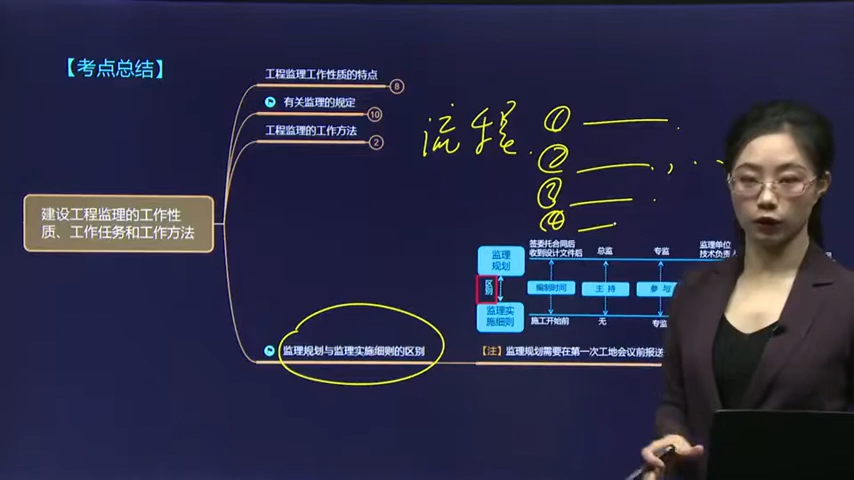 【考点总结】
工程监理工作性质的特点
8
有关监理的规定
10
工程监理的工作方法
2
流程
①
②
③
④
建设工程监理的工作性
质、工作任务和工作方法
监理
规划
签委托合同后
收到设计文件后
总监
专监
监理单位
技术负责人
区别
编制时间
主持
参与
监理实
施细则
施工开始前
无
专监
监理规划与监理实施细则的区别
【注】监理规划需要在第一次工地会议前报送